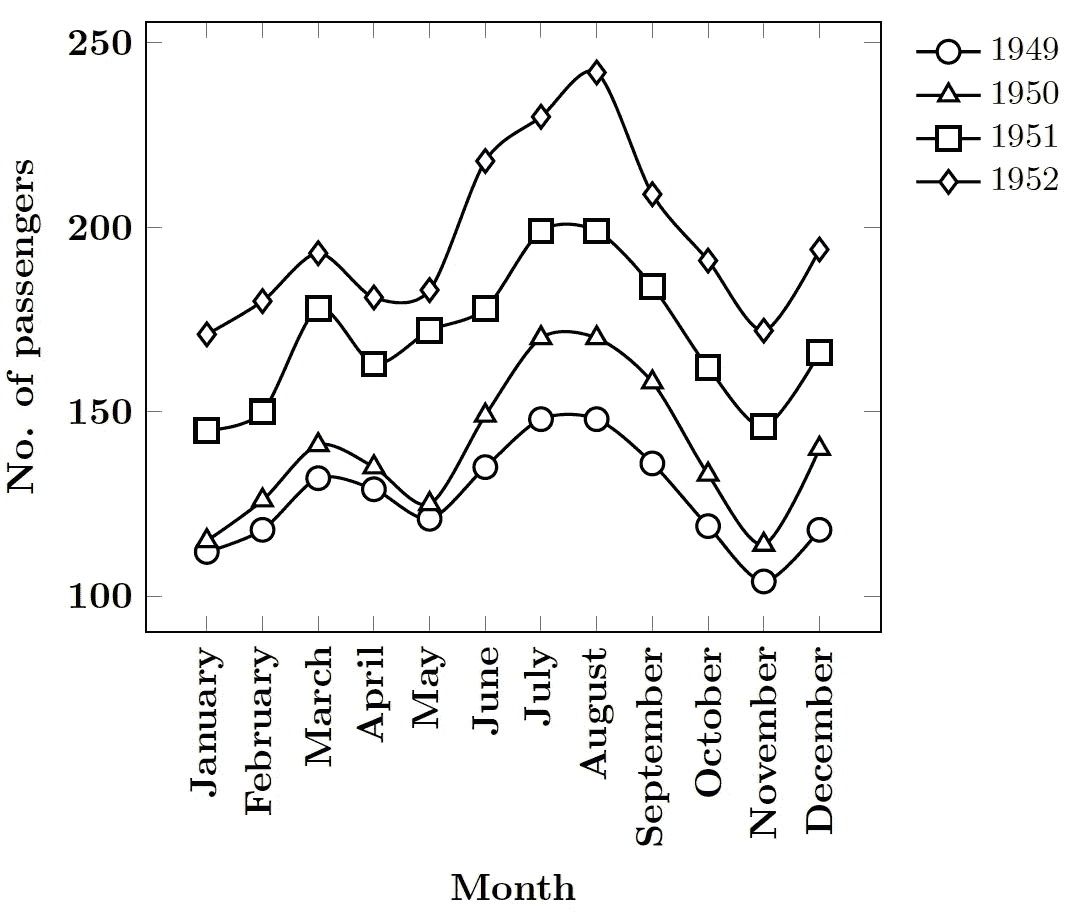 250
200
150
100
No. of passengers
January
February
March
April
May
June
July
August
September
October
November
December
Month
1949
1950
1951
1952